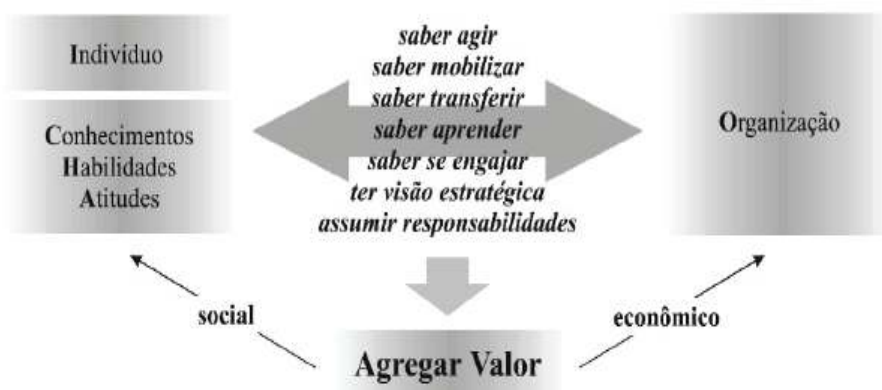 Indivíduo
Conhecimentos
Habilidades
Atitudes
saber agir
saber mobilizar
saber transferir
saber aprender
saber se engajar
ter visão estratégica
assumir responsabilidades
Organização
social
econômico
Agregar Valor